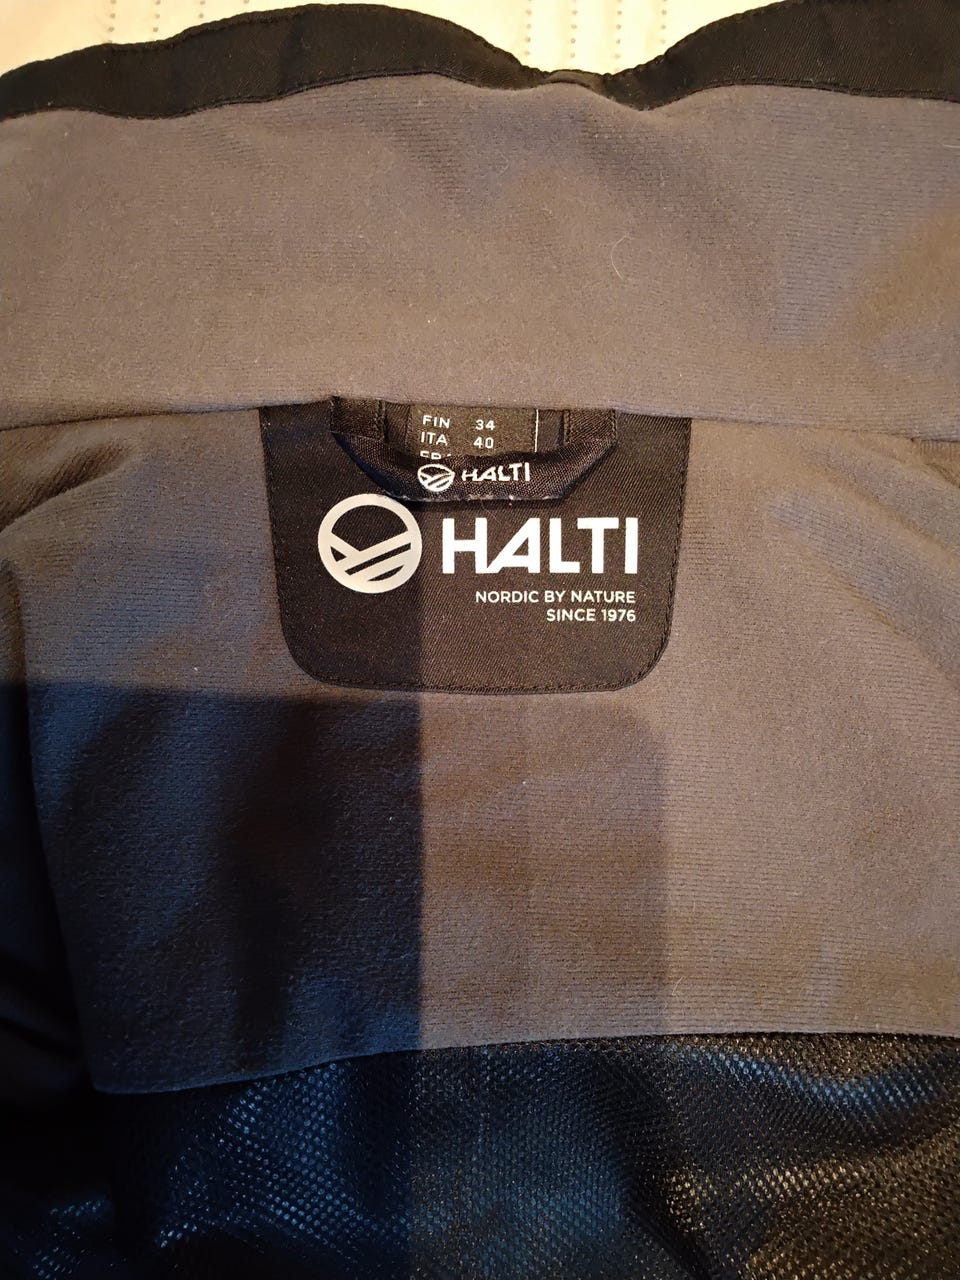 FIN 34
ITA 40
HALTI
HALTI
NORDIC BY NATURE
SINCE 1976